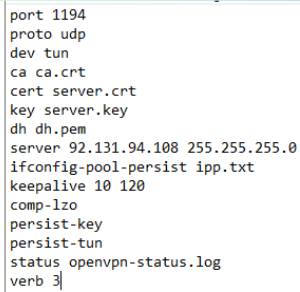 port 1194
proto udp
dev tun
ca ca.crt
cert server.crt
key server.key
dh dh.pem
server 92.131.94.108 255.255.255.0
ifconfig-pool-persist ipp.txt
keepalive 10 120
comp-lzo
persist-key
persist-tun
status openvpn-status.log
verb 3